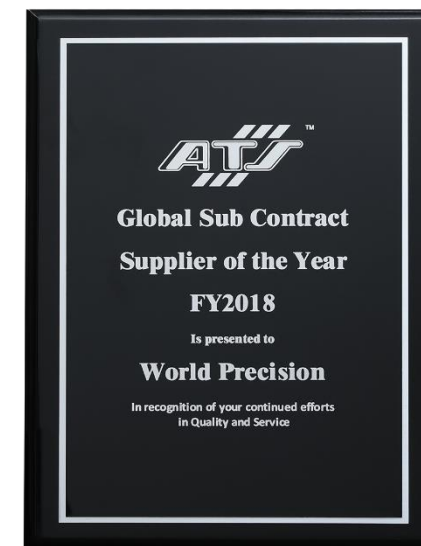 ATS™
Global Sub Contract
Supplier of the Year
FY2018
Is presented to
World Precision
In recognition of your continued efforts
in Quality and Service